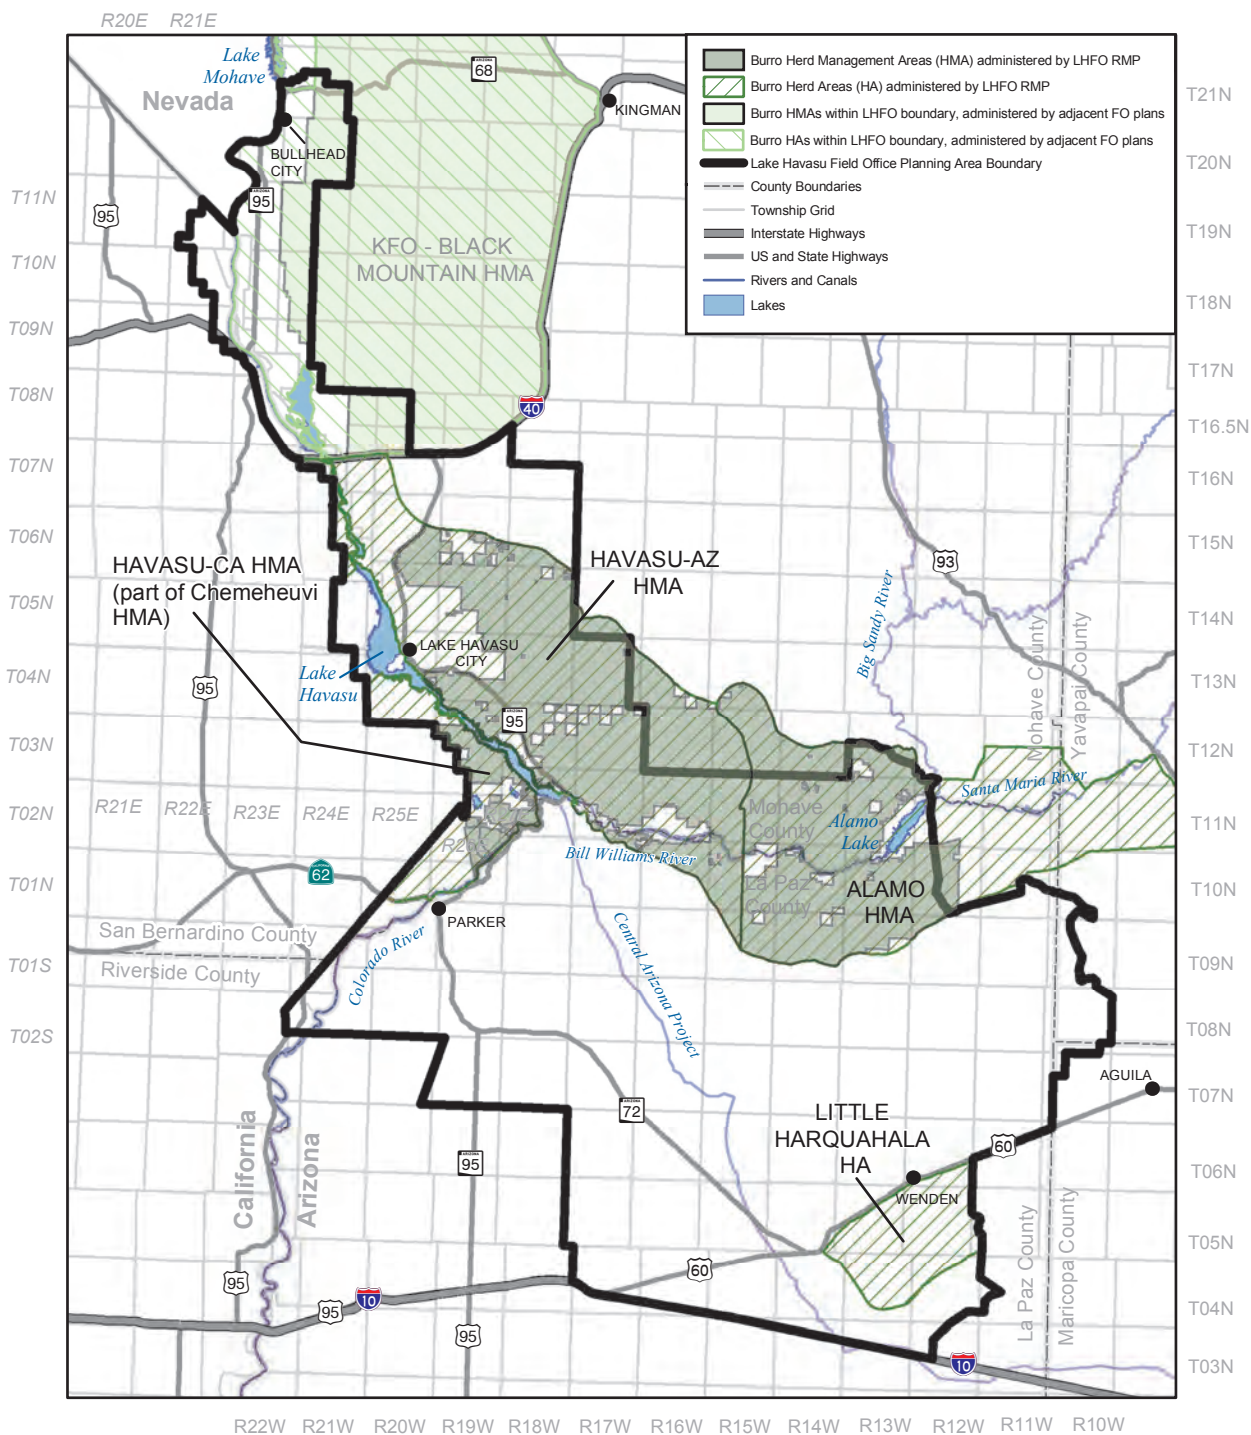 R20E R21E
Lake
Mohave
Nevada
68
KINGMAN
BULLHEAD
CITY
95
95
KFO - BLACK
MOUNTAIN HMA
40
Burro Herd Management Areas (HMA) administered by LHFO RMP
Burro Herd Areas (HA) administered by LHFO RMP
Burro HMAs within LHFO boundary, administered by adjacent FO plans
Burro HAs within LHFO boundary, administered by adjacent FO plans
Lake Havasu Field Office Planning Area Boundary
County Boundaries
Township Grid
Interstate Highways
US and State Highways
Rivers and Canals
Lakes
T21N
T20N
T19N
T18N
T17N
T16.5N
T16N
T15N
T14N
T13N
T12N
T11N
T10N
T09N
T08N
T07N
T06N
T05N
T04N
T03N
T11N
T10N
T09N
T08N
T07N
T06N
T05N
T04N
T03N
T02N
T01N
T01S
T02S
HAVASU-CA HMA
(part of Chemeheuvi
HMA)
HAVASU-AZ
HMA
93
Big Sandy River
Mohave County
Yavapai County
LAKE HAVASU
CITY
Lake
Havasu
95
95
R21E R22E R23E R24E R25E
Santa Maria River
Mohave
County
Alamo
Lake
Bill Williams River
La Paz
County
ALAMO
HMA
62
PARKER
San Bernardino County
Riverside County
Colorado River
Central Arizona Project
California
Arizona
72
95
AGUILA
LITTLE
HARQUAHALA
HA
60
WENDEN
La Paz County
Maricopa County
60
95
10
95
95
10
R22W R21W R20W R19W R18W R17W R16W R15W R14W R13W R12W R11W R10W